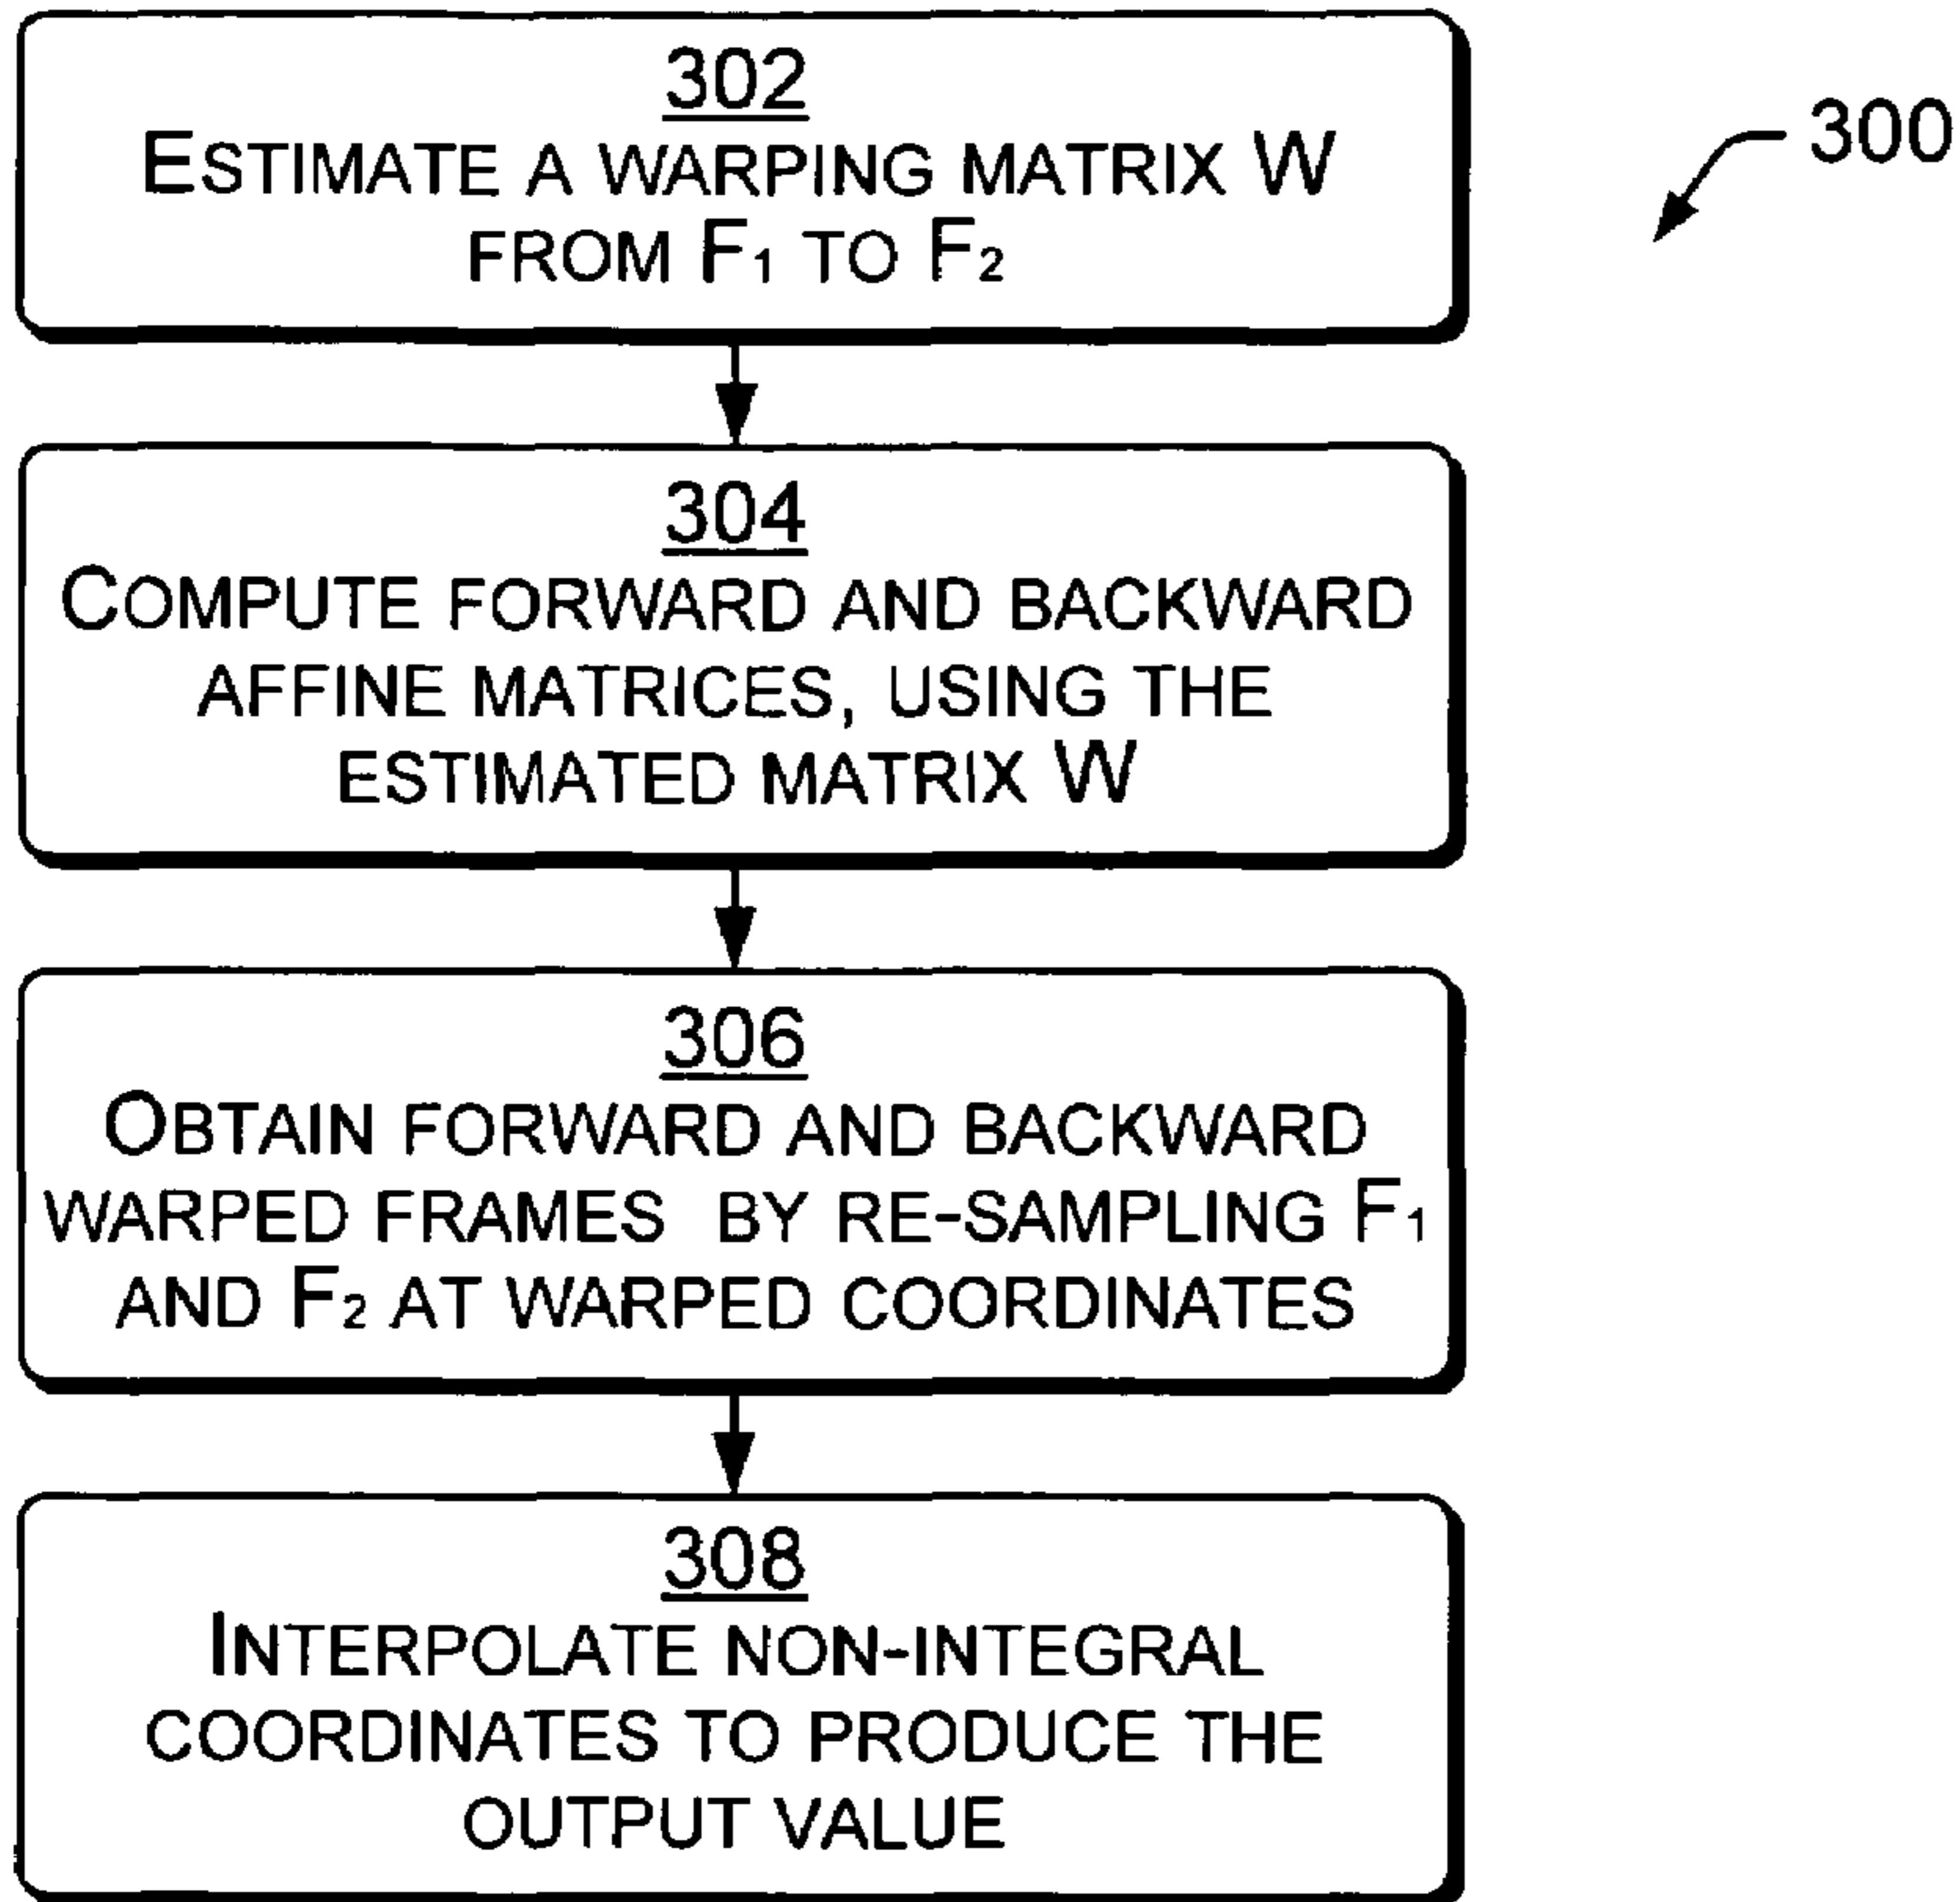 302
ESTIMATE A WARPING MATRIX W
FROM F1 TO F2
300
304
COMPUTE FORWARD AND BACKWARD
AFFINE MATRICES, USING THE
ESTIMATED MATRIX W
306
OBTAIN FORWARD AND BACKWARD
WARPED FRAMES BY RE-SAMPLING F1
AND F2 AT WARPED COORDINATES
308
INTERPOLATE NON-INTEGRAL
COORDINATES TO PRODUCE THE
OUTPUT VALUE